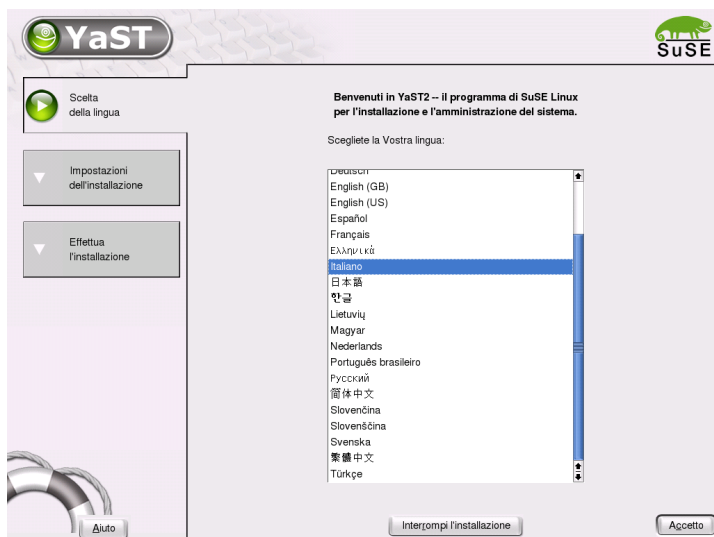 YaST
SuSE
Scelta
della lingua
Impostazioni
dell'installazione
Effettua
l'installazione
Benvenuti in YaST2 -- il programma di SuSE Linux
per l'installazione e l'amministrazione del sistema.
Scegliete la Vostra lingua:
Deutsch
English (GB)
English (US)
Español
Français
Ελληνικά
Italiano
日本語
한글
Lietuvių
Magyar
Nederlands
Português brasileiro
Русский
简体中文
Slovenčina
Slovenščina
Svenska
繁體中文
Türkçe
Aiuto
Interrompi l'installazione
Accetto